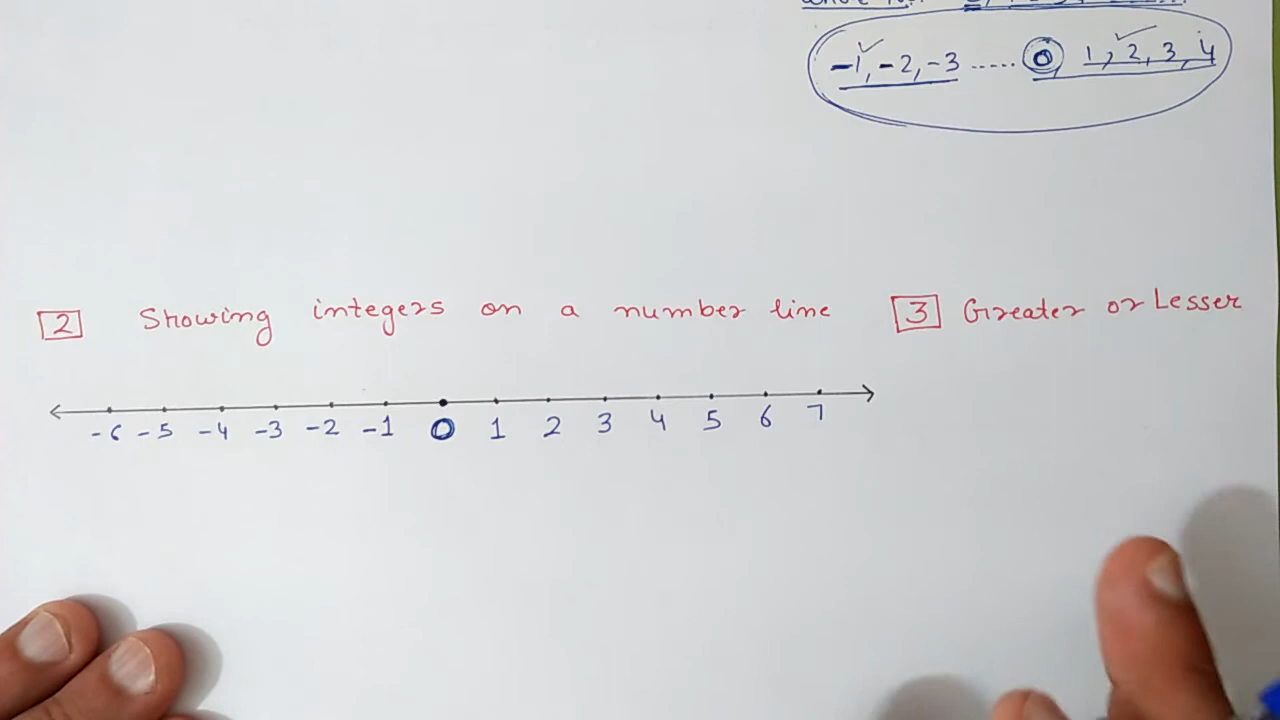 -1, -2, -3 ..... 0, 1, 2, 3, 4
2 Showing integers on a number line
3 Greater or Lesser
-6 -5 -4 -3 -2 -1 0 1 2 3 4 5 6 7